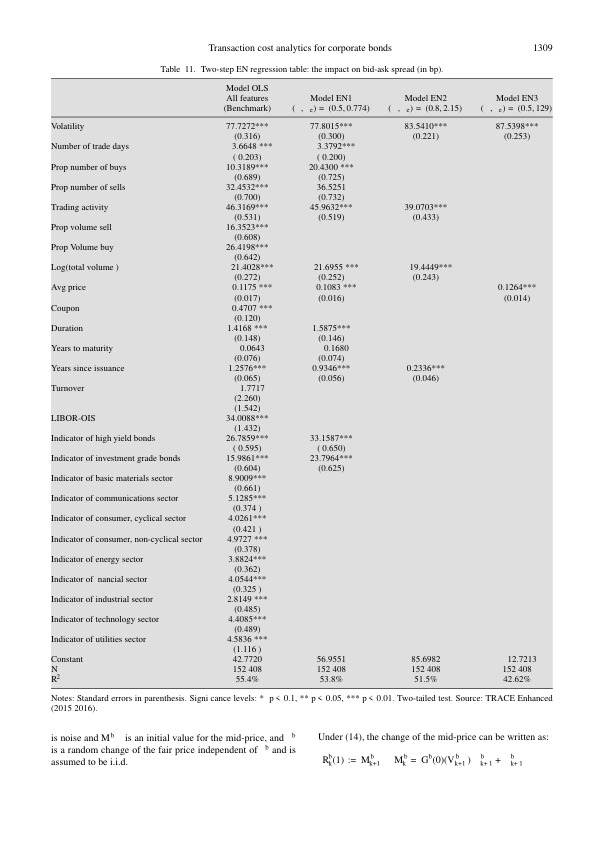 Transaction cost analytics for corporate bonds 1309
Table 11. Two-step EN regression table: the impact on bid-ask spread (in bp).
Model OLS
All features Model EN1 Model EN2 Model EN3
(Benchmark) ( , ε) = (0.5, 0.774) ( , ε) = (0.8, 2.15) ( , ε) = (0.5, 129)
Volatility 77.7272*** 77.8015*** 83.5410*** 87.5398***
(0.316) (0.300) (0.221) (0.253)
Number of trade days 3.6648 *** 3.3792***
( 0.203) ( 0.200)
Prop number of buys 10.3189*** 20.4300 ***
(0.689) (0.725)
Prop number of sells 32.4532*** 36.5251
(0.700) (0.732)
Trading activity 46.3169*** 45.9632*** 39.0703***
(0.531) (0.519) (0.433)
Prop volume sell 16.3523***
(0.608)
Prop Volume buy 26.4198***
(0.642)
Log(total volume ) 21.4028*** 21.6955 *** 19.4449***
(0.272) (0.252) (0.243)
Avg price 0.1175 *** 0.1083 *** 0.1264***
(0.017) (0.016) (0.014)
Coupon 0.4707 ***
(0.120)
Duration 1.4168 *** 1.5875***
(0.148) (0.146)
Years to maturity 0.0643 0.1680
(0.076) (0.074)
Years since issuance 1.2576*** 0.9346*** 0.2336***
(0.065) (0.056) (0.046)
Turnover 1.7717
(2.260)
(1.542)
LIBOR-OIS 34.0088***
(1.432)
Indicator of high yield bonds 26.7859*** 33.1587***
( 0.595) ( 0.650)
Indicator of investment grade bonds 15.9861*** 23.7964***
(0.604) (0.625)
Indicator of basic materials sector 8.9009***
(0.661)
Indicator of communications sector 5.1285***
(0.374 )
Indicator of consumer, cyclical sector 4.0261***
(0.421 )
Indicator of consumer, non-cyclical sector 4.9727 ***
(0.378)
Indicator of energy sector 3.8824***
(0.362)
Indicator of nancial sector 4.0544***
(0.325 )
Indicator of industrial sector 2.8149 ***
(0.485)
Indicator of technology sector 4.4085***
(0.489)
Indicator of utilities sector 4.5836 ***
(1.116 )
Constant 42.7720 56.9551 85.6982 12.7213
N 152 408 152 408 152 408 152 408
R² 55.4% 53.8% 51.5% 42.62%
Notes: Standard errors in parenthesis. Signi cance levels: * p < 0.1, ** p < 0.05, *** p < 0.01. Two-tailed test. Source: TRACE Enhanced
(2015 2016).
is noise and M^b is an initial value for the mid-price, and ^b
is a random change of the fair price independent of ^b and is
assumed to be i.i.d.
Under (14), the change of the mid-price can be written as:
R^b_k(1) := M^b_{k+1} M^b_k = G^b(0)(V^b_{k+1}) ^b_{k+1} + ^b_{k+1}